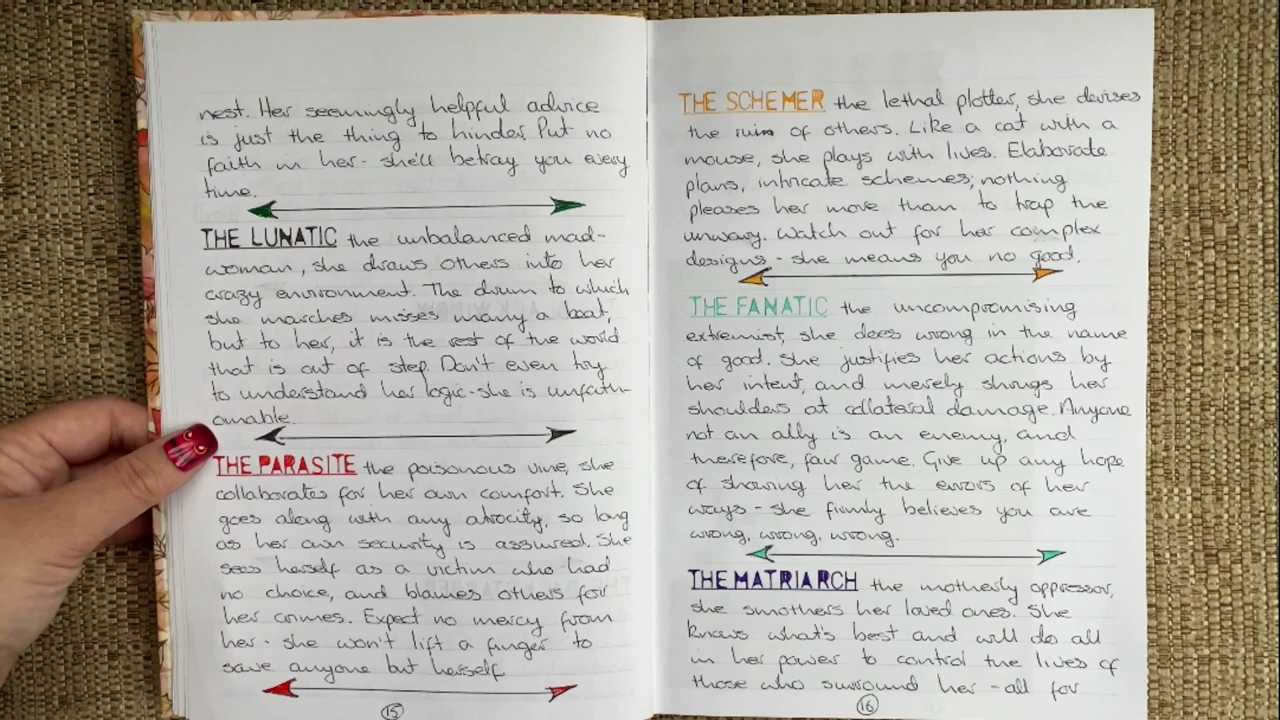 nest. Her seemingly helpful advice
is just the thing to hinder. Put no
faith in her - she'll betray you every
time.
THE LUNATIC the unbalanced mad-
woman, she draws others into her
crazy environment. The drum to which
she marches misses many a beat,
but to her, it is the rest of the world
that is out of step. Don't even try
to understand her logic - she is unfath-
omable.
THE PARASITE the poisonous vine, she
collaborates for her own comfort. She
goes along with any atrocity, so long
as her own security is assured. She
sees herself as a victim who had
no choice, and blames others for
her crimes. Expect no mercy from
her - she won't lift a finger to
save anyone but herself.
15
THE SCHEMER the lethal plotter, she devises
the ruin of others. Like a cat with a
mouse, she plays with lives. Elaborate
plans, intricate schemes; nothing
pleases her more than to trap the
unwary. Watch out for her complex
designs - she means you no good.
THE FANATIC the uncompromising
extremist, she does wrong in the name
of good. She justifies her actions by
her intent, and merely shrugs her
shoulders at collateral damage. Anyone
not an ally is an enemy, and
therefore, fair game. Give up any hope
of showing her the errors of her
ways - she firmly believes you are
wrong, wrong, wrong.
THE MATRIARCH the motherly oppressor,
she smothers her loved ones. She
knows what's best and will do all
in her power to control the lives of
those who surround her - all for
16